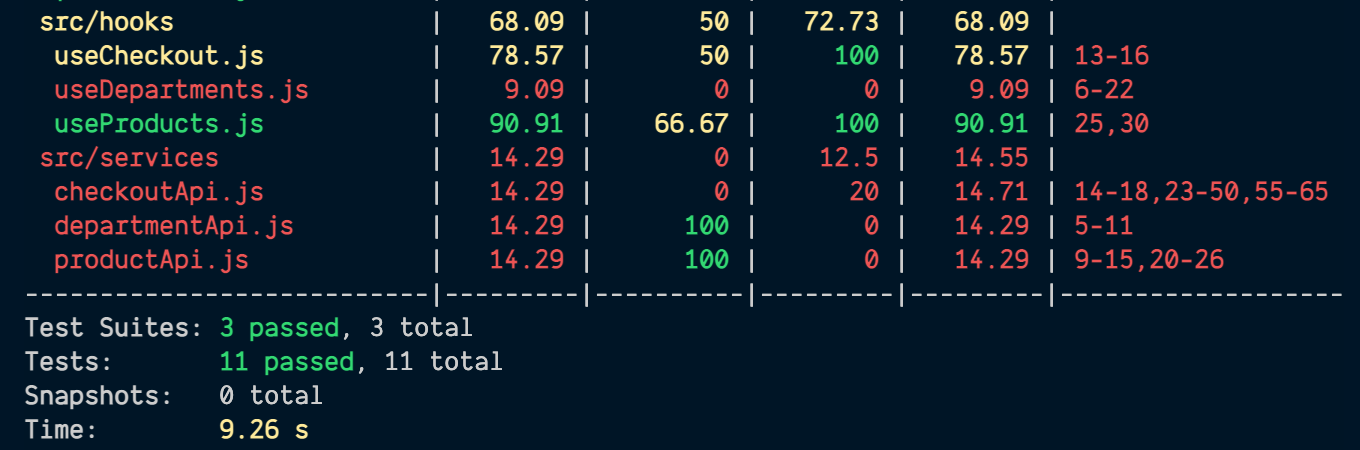 src/hooks | 68.09 | 50 | 72.73 | 68.09 |
useCheckout.js | 78.57 | 50 | 100 | 78.57 | 13-16
useDepartments.js | 9.09 | 0 | 0 | 9.09 | 6-22
useProducts.js | 90.91 | 66.67 | 100 | 90.91 | 25,30
src/services | 14.29 | 0 | 12.5 | 14.55 |
checkoutApi.js | 14.29 | 0 | 20 | 14.71 | 14-18,23-50,55-65
departmentApi.js | 14.29 | 100 | 0 | 14.29 | 5-11
productApi.js | 14.29 | 100 | 0 | 14.29 | 9-15,20-26
---------------------------|---------|----------|---------|---------|-------------------
Test Suites: 3 passed, 3 total
Tests: 11 passed, 11 total
Snapshots: 0 total
Time: 9.26 s